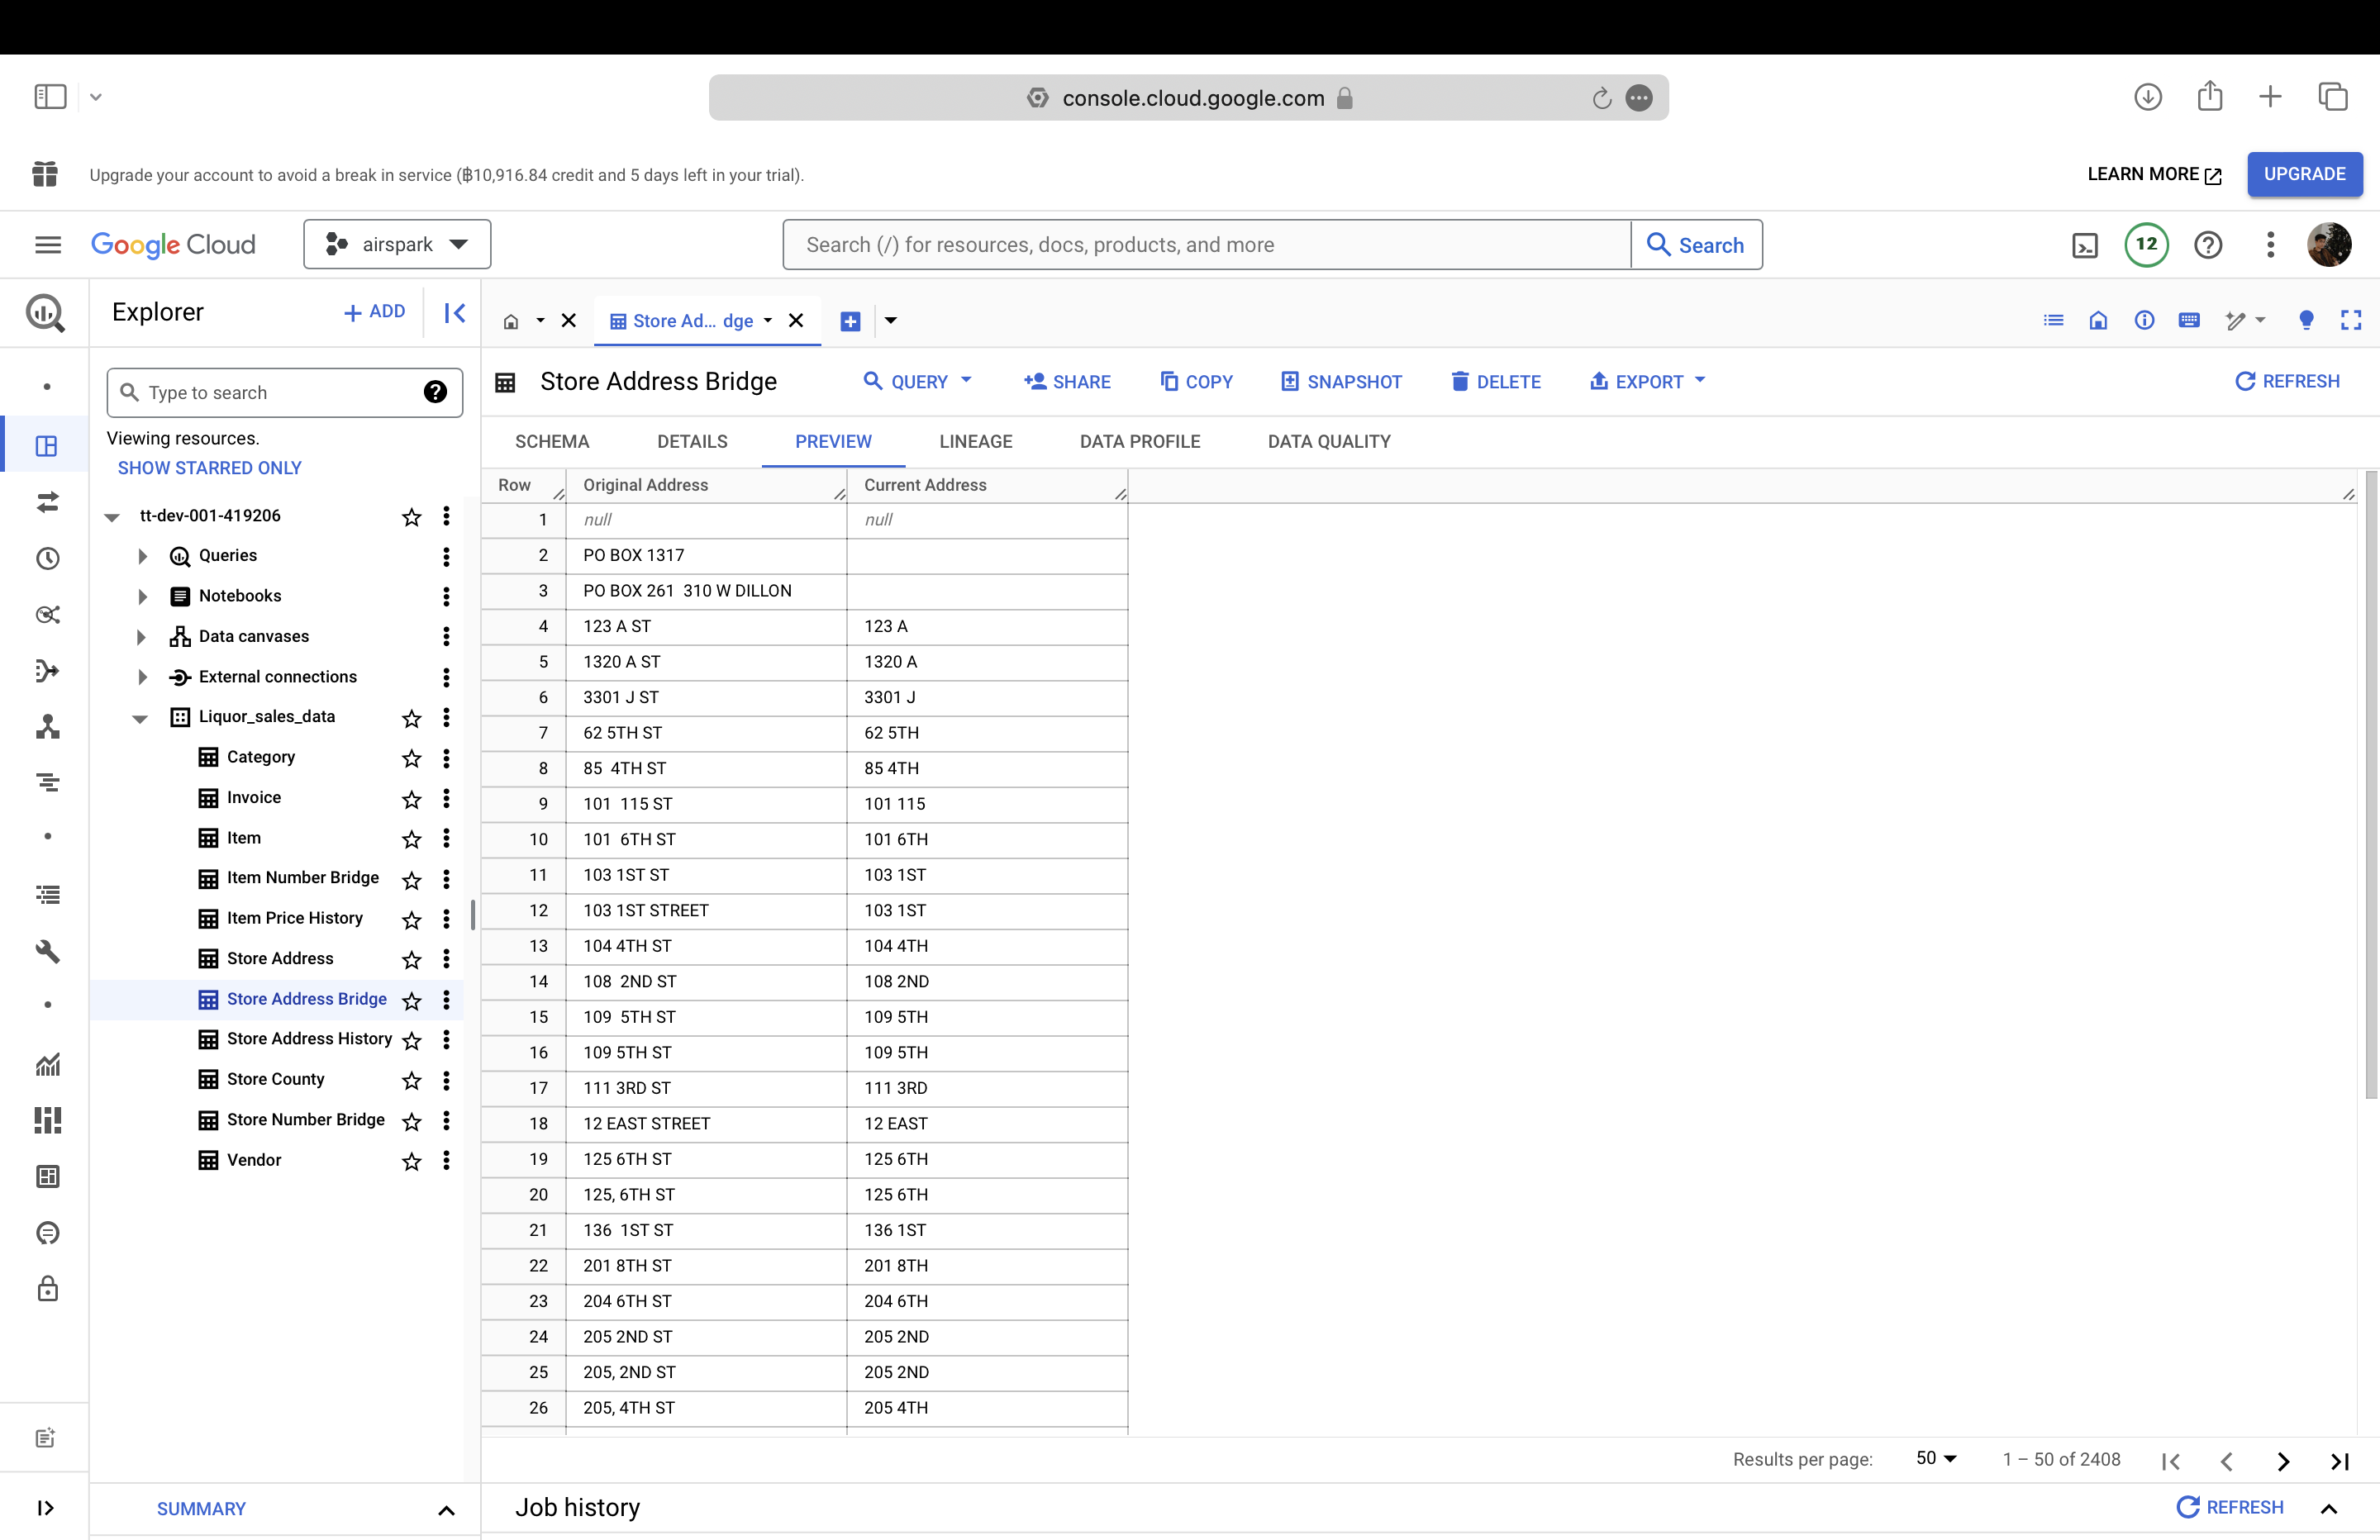 console.cloud.google.com
Upgrade your account to avoid a break in service (฿10,916.84 credit and 5 days left in your trial).
LEARN MORE
UPGRADE
Google Cloud
airspark
Search (/) for resources, docs, products, and more
Search
12
Explorer
+ ADD
Store Ad... dge
Type to search
Viewing resources.
SHOW STARRED ONLY
tt-dev-001-419206
Queries
Notebooks
Data canvases
External connections
Liquor_sales_data
Category
Invoice
Item
Item Number Bridge
Item Price History
Store Address
Store Address Bridge
Store Address History
Store County
Store Number Bridge
Vendor
SUMMARY
Store Address Bridge
QUERY
SHARE
COPY
SNAPSHOT
DELETE
EXPORT
REFRESH
SCHEMA
DETAILS
PREVIEW
LINEAGE
DATA PROFILE
DATA QUALITY
Row Original Address Current Address
1 null null
2 PO BOX 1317
3 PO BOX 261  310 W DILLON
4 123 A ST 123 A
5 1320 A ST 1320 A
6 3301 J ST 3301 J
7 62 5TH ST 62 5TH
8 85  4TH ST 85 4TH
9 101  115 ST 101 115
10 101  6TH ST 101 6TH
11 103 1ST ST 103 1ST
12 103 1ST STREET 103 1ST
13 104 4TH ST 104 4TH
14 108  2ND ST 108 2ND
15 109  5TH ST 109 5TH
16 109 5TH ST 109 5TH
17 111 3RD ST 111 3RD
18 12 EAST STREET 12 EAST
19 125 6TH ST 125 6TH
20 125, 6TH ST 125 6TH
21 136  1ST ST 136 1ST
22 201 8TH ST 201 8TH
23 204 6TH ST 204 6TH
24 205 2ND ST 205 2ND
25 205, 2ND ST 205 2ND
26 205, 4TH ST 205 4TH
Results per page: 50 1 – 50 of 2408
Job history
REFRESH